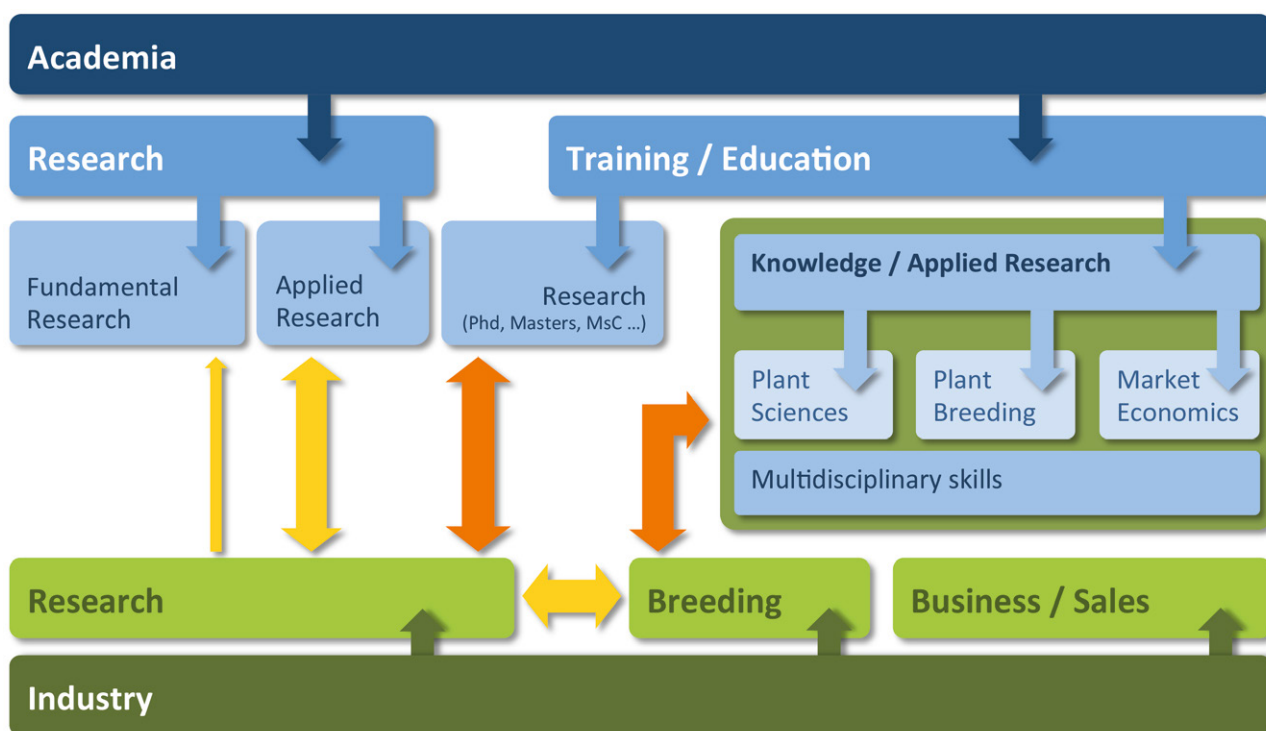 Academia
Research
Training / Education
Fundamental
Research
Applied
Research
Research
(Phd, Masters, MsC ...)
Knowledge / Applied Research
Plant
Sciences
Plant
Breeding
Market
Economics
Multidisciplinary skills
Research
Breeding
Business / Sales
Industry